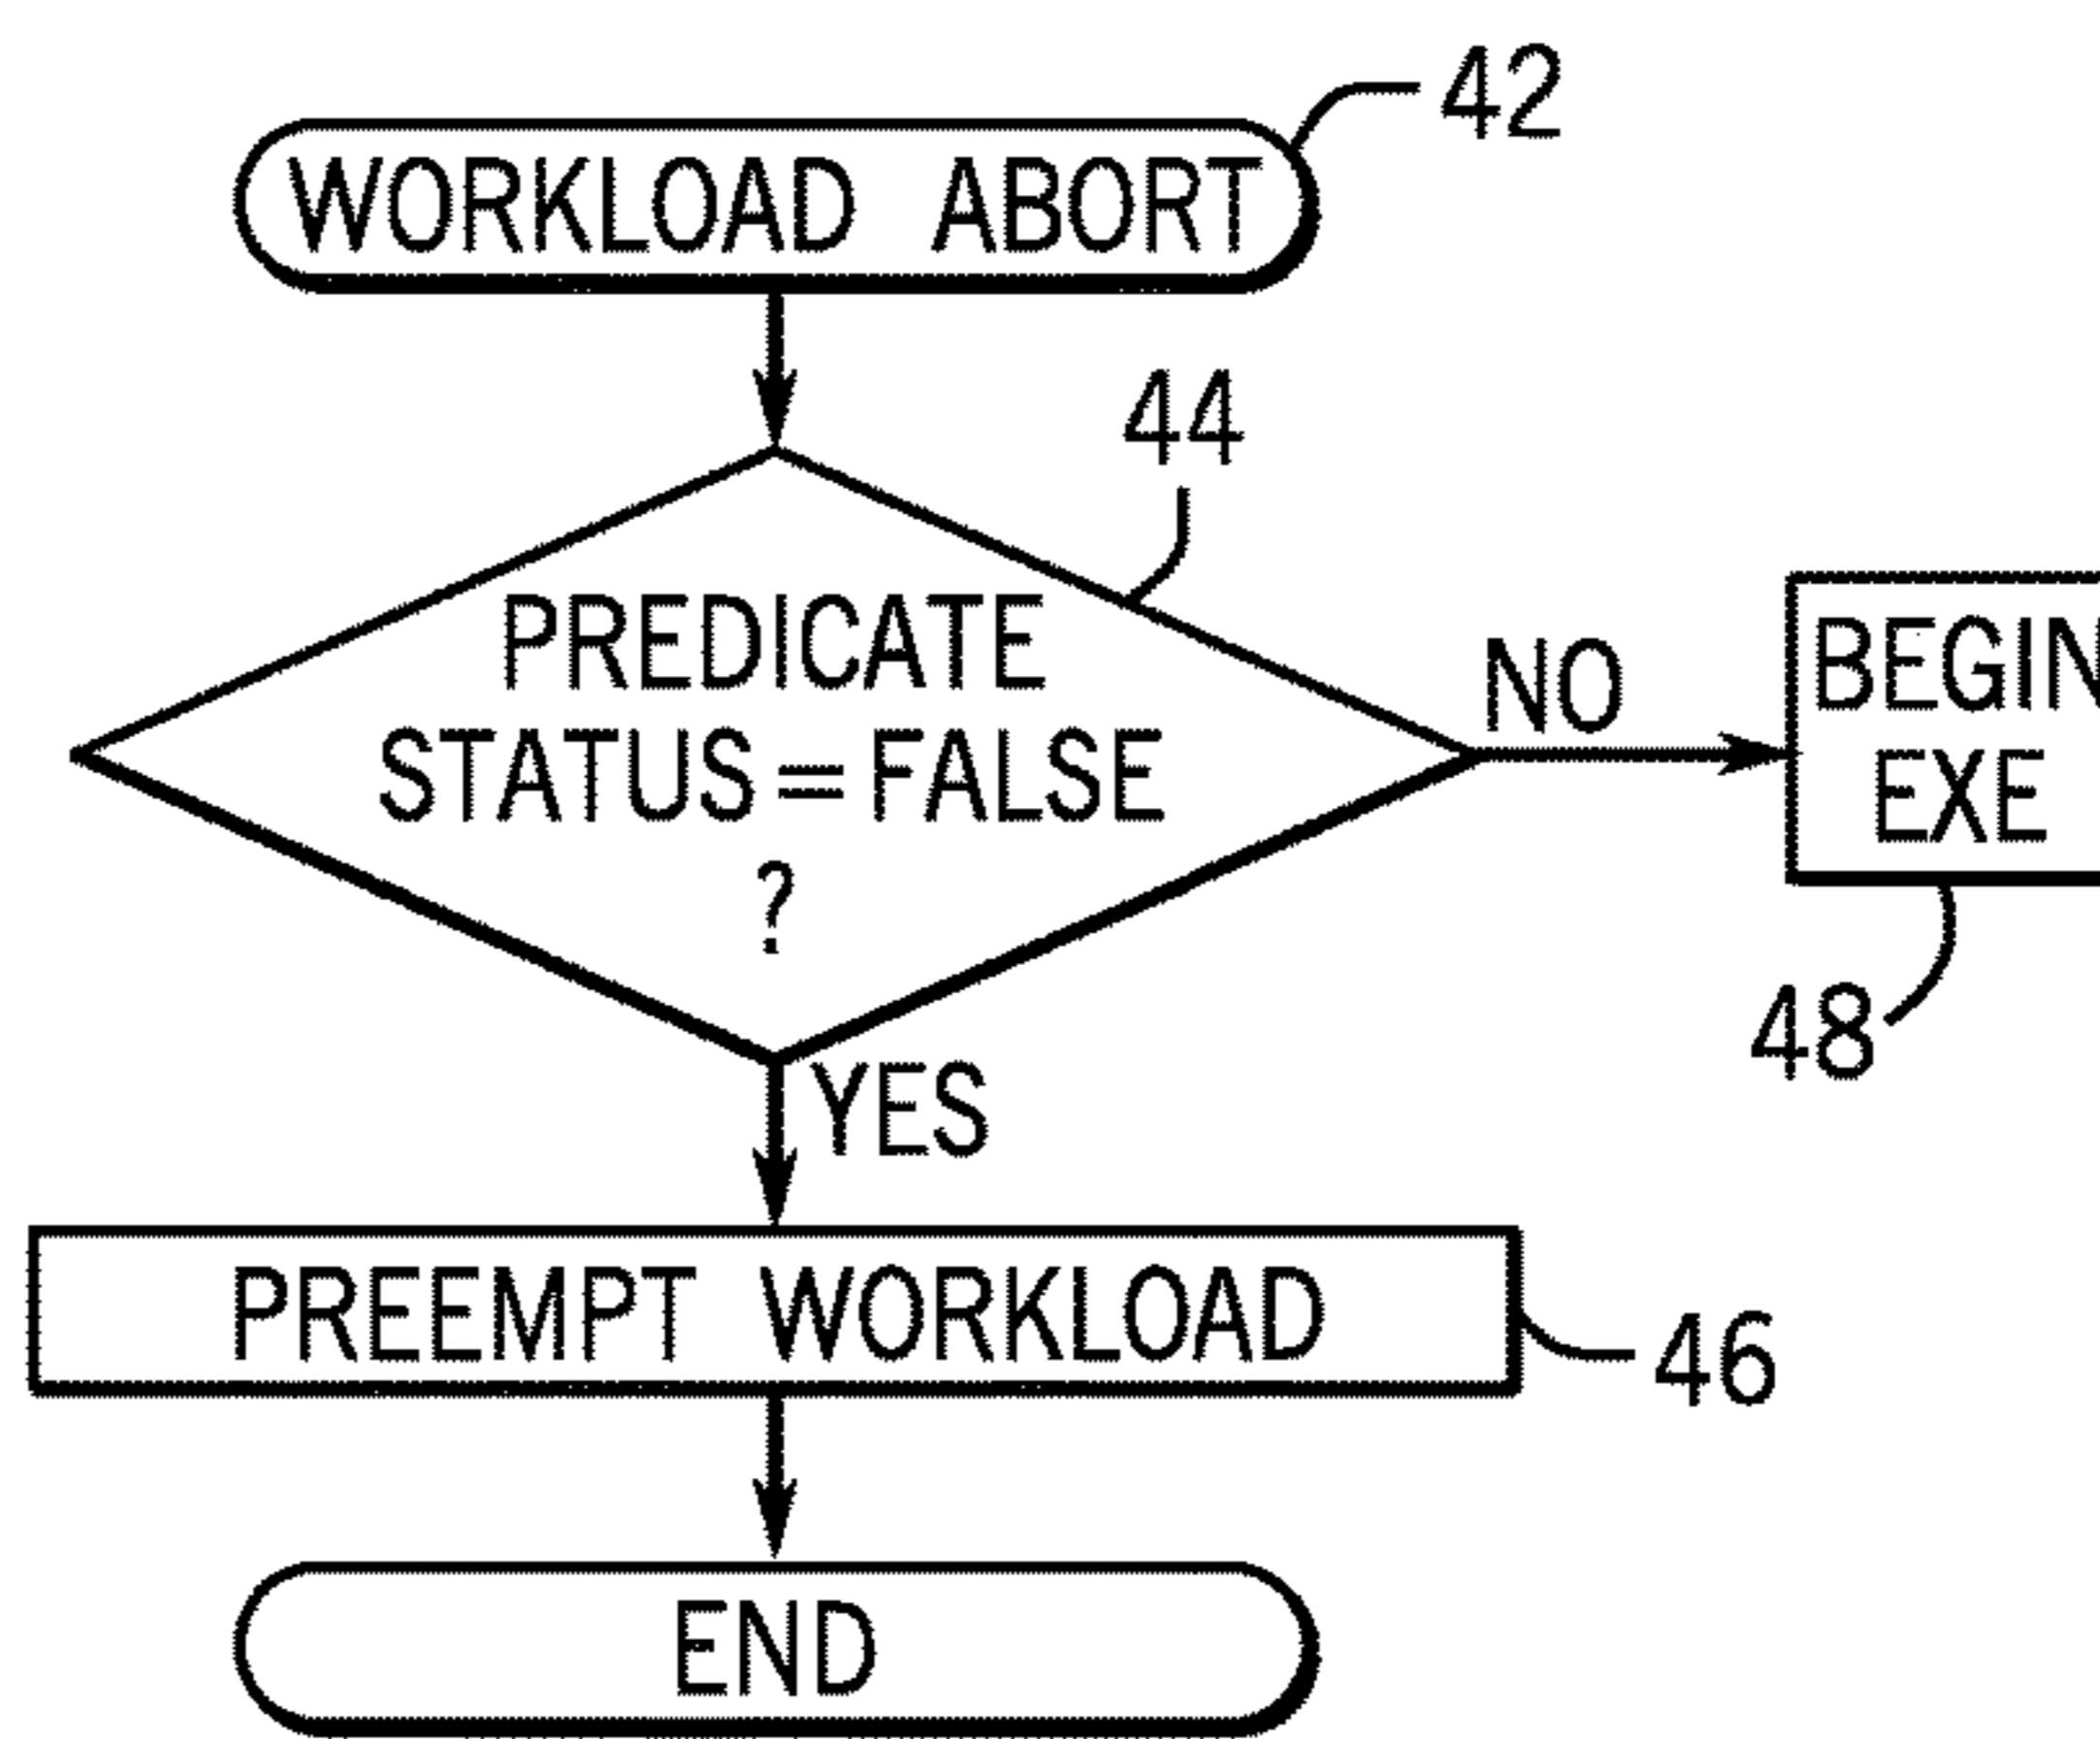 42
WORKLOAD ABORT
44
PREDICATE
STATUS=FALSE
?
NO
BEGIN
EXE
48
YES
PREEMPT WORKLOAD
46
END